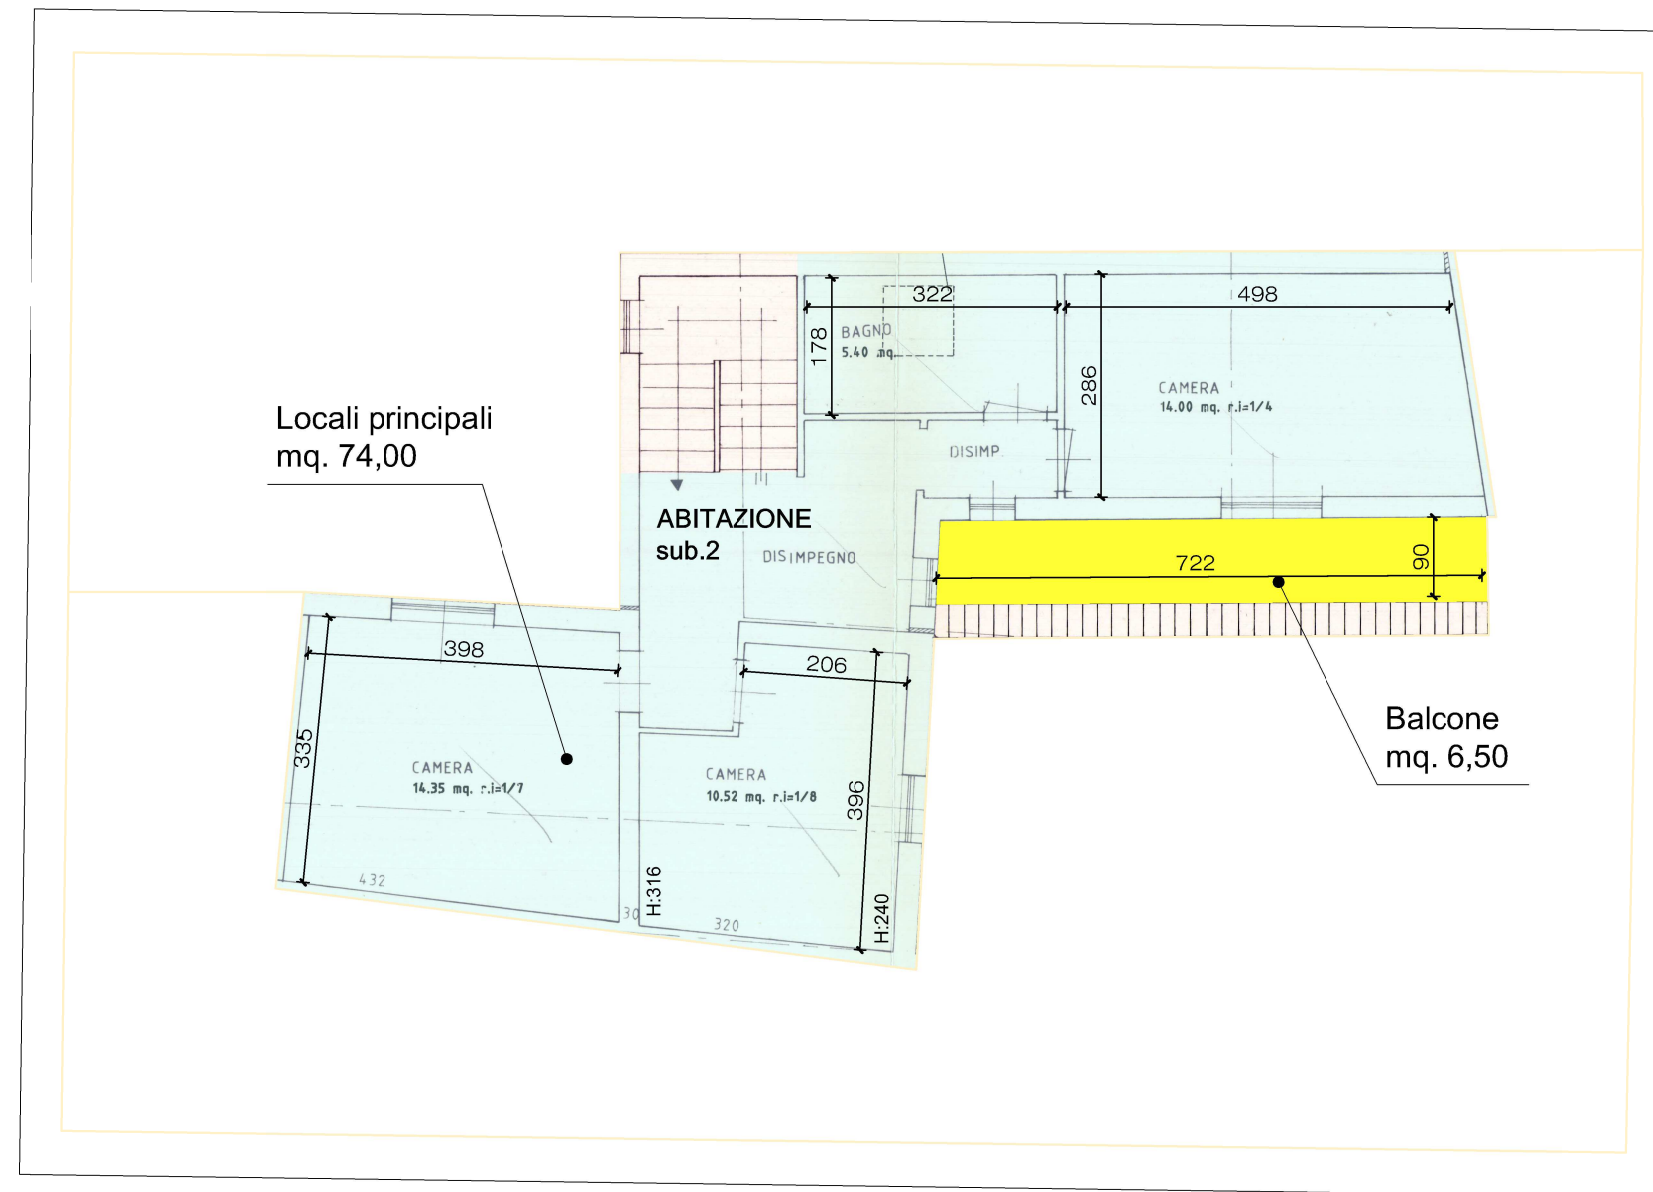 322
498
178
BAGNO
5.40 mq.
286
CAMERA
14.00 mq. r.i=1/4
Locali principali
mq. 74,00
DISIMP.
ABITAZIONE
sub.2
DISIMPEGNO
722
90
398
206
335
CAMERA
14.35 mq. r.i=1/7
CAMERA
10.52 mq. r.i=1/8
396
Balcone
mq. 6,50
432
30
H:316
320
H:240